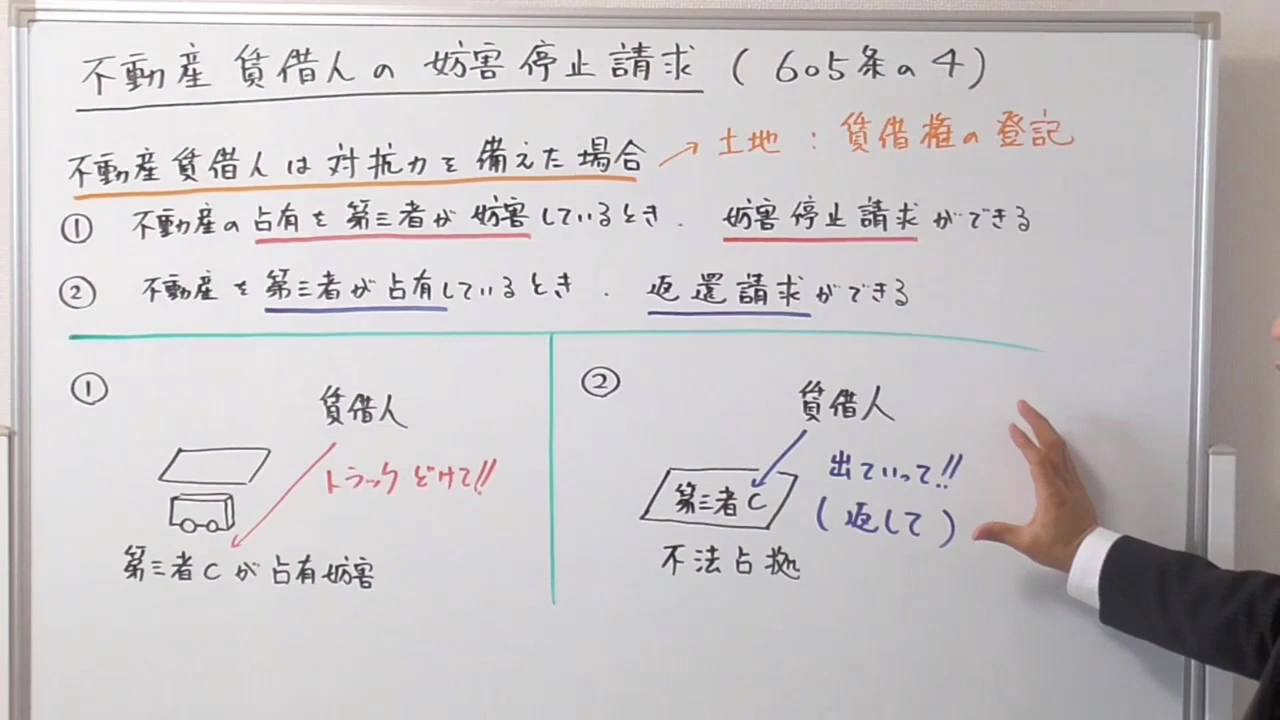 不動産賃借人の妨害停止請求(605条の4)
不動産賃借人は対抗力を備えた場合→土地:賃借権の登記
① 不動産の占有を第三者が妨害しているとき. 妨害停止請求ができる
② 不動産を第三者が占有しているとき. 返還請求ができる
①
賃借人
トラックどけて!!
第三者Cが占有妨害
②
賃借人
第三者C
出ていって!!
(返して)
不法占拠